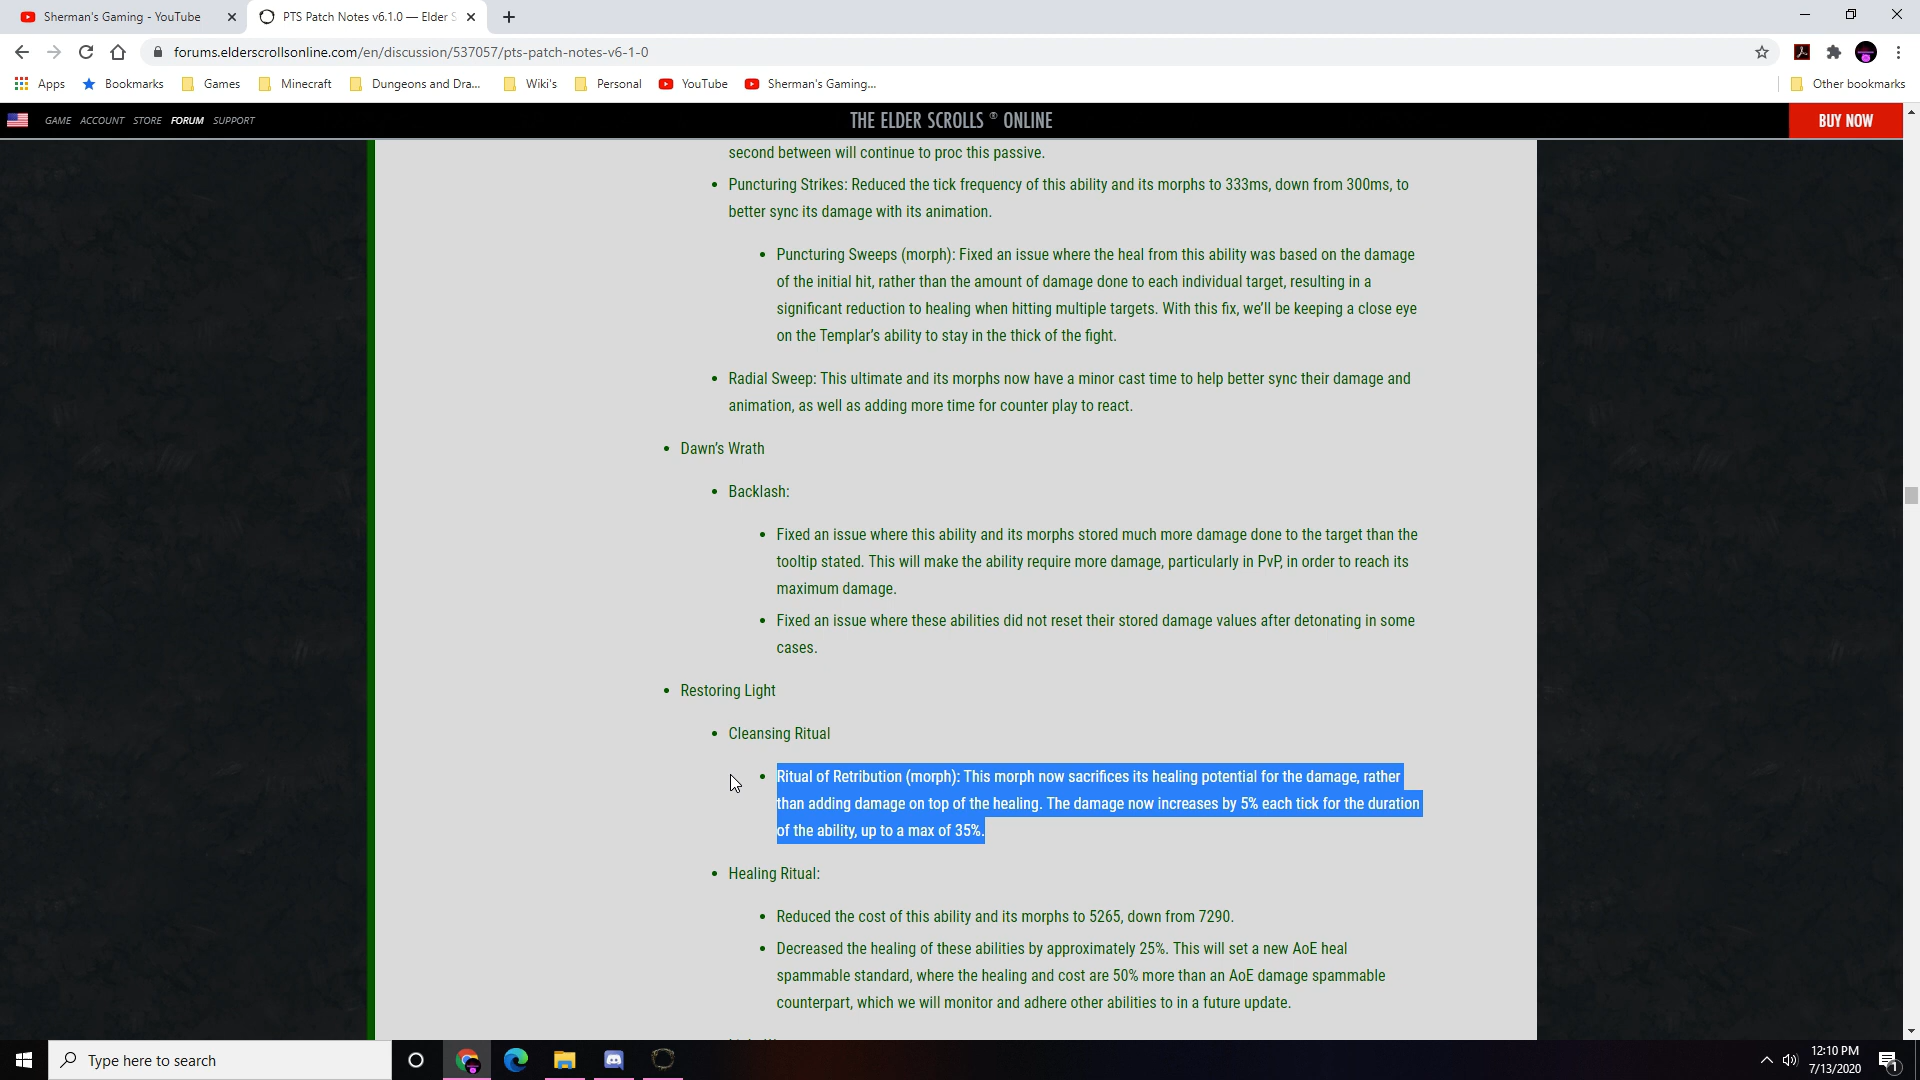 Sherman's Gaming - YouTube
PTS Patch Notes v6.1.0 — Elder S
forums.elderscrollsonline.com/en/discussion/537057/pts-patch-notes-v6-1-0
Apps
Bookmarks
Games
Minecraft
Dungeons and Dra...
Wiki's
Personal
YouTube
Sherman's Gaming...
Other bookmarks
GAME ACCOUNT STORE FORUM SUPPORT
THE ELDER SCROLLS ® ONLINE
BUY NOW
second between will continue to proc this passive.
• Puncturing Strikes: Reduced the tick frequency of this ability and its morphs to 333ms, down from 300ms, to
better sync its damage with its animation.
• Puncturing Sweeps (morph): Fixed an issue where the heal from this ability was based on the damage
of the initial hit, rather than the amount of damage done to each individual target, resulting in a
significant reduction to healing when hitting multiple targets. With this fix, we’ll be keeping a close eye
on the Templar’s ability to stay in the thick of the fight.
• Radial Sweep: This ultimate and its morphs now have a minor cast time to help better sync their damage and
animation, as well as adding more time for counter play to react.
• Dawn’s Wrath
• Backlash:
• Fixed an issue where this ability and its morphs stored much more damage done to the target than the
tooltip stated. This will make the ability require more damage, particularly in PvP, in order to reach its
maximum damage.
• Fixed an issue where these abilities did not reset their stored damage values after detonating in some
cases.
• Restoring Light
• Cleansing Ritual
• Ritual of Retribution (morph): This morph now sacrifices its healing potential for the damage, rather
than adding damage on top of the healing. The damage now increases by 5% each tick for the duration
of the ability, up to a max of 35%.
• Healing Ritual:
• Reduced the cost of this ability and its morphs to 5265, down from 7290.
• Decreased the healing of these abilities by approximately 25%. This will set a new AoE heal
spammable standard, where the healing and cost are 50% more than an AoE damage spammable
counterpart, which we will monitor and adhere other abilities to in a future update.
Type here to search
12:10 PM
7/13/2020
1